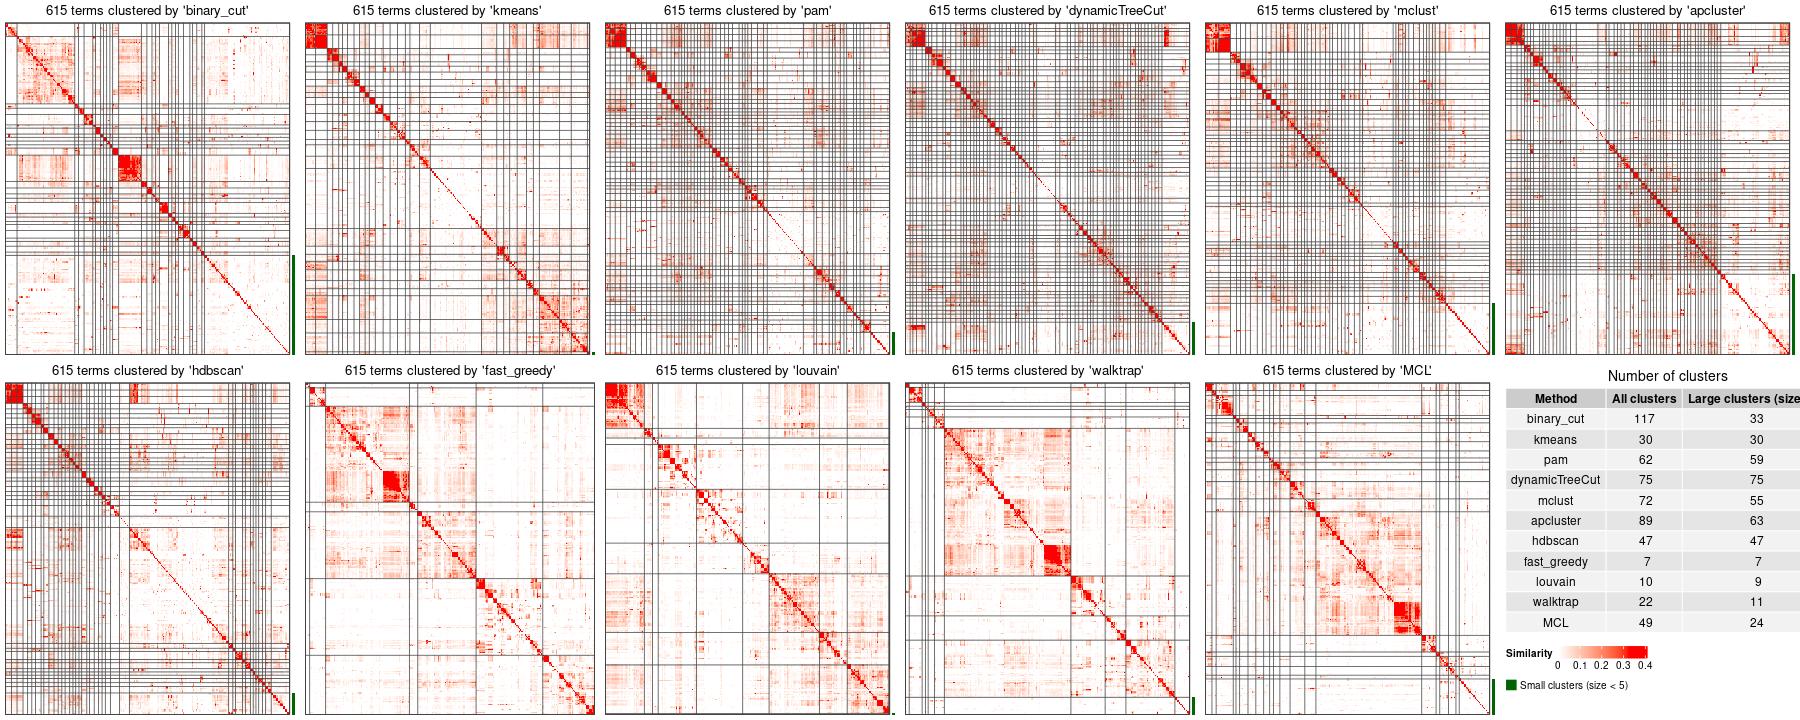 615 terms clustered by 'binary_cut'
615 terms clustered by 'kmeans'
615 terms clustered by 'pam'
615 terms clustered by 'dynamicTreeCut'
615 terms clustered by 'mclust'
615 terms clustered by 'apcluster'
615 terms clustered by 'hdbscan'
615 terms clustered by 'fast_greedy'
615 terms clustered by 'louvain'
615 terms clustered by 'walktrap'
615 terms clustered by 'MCL'
Number of clusters
Method All clusters Large clusters (size
binary_cut 117 33
kmeans 30 30
pam 62 59
dynamicTreeCut 75 75
mclust 72 55
apcluster 89 63
hdbscan 47 47
fast_greedy 7 7
louvain 10 9
walktrap 22 11
MCL 49 24
Similarity
0 0.1 0.2 0.3 0.4
Small clusters (size < 5)